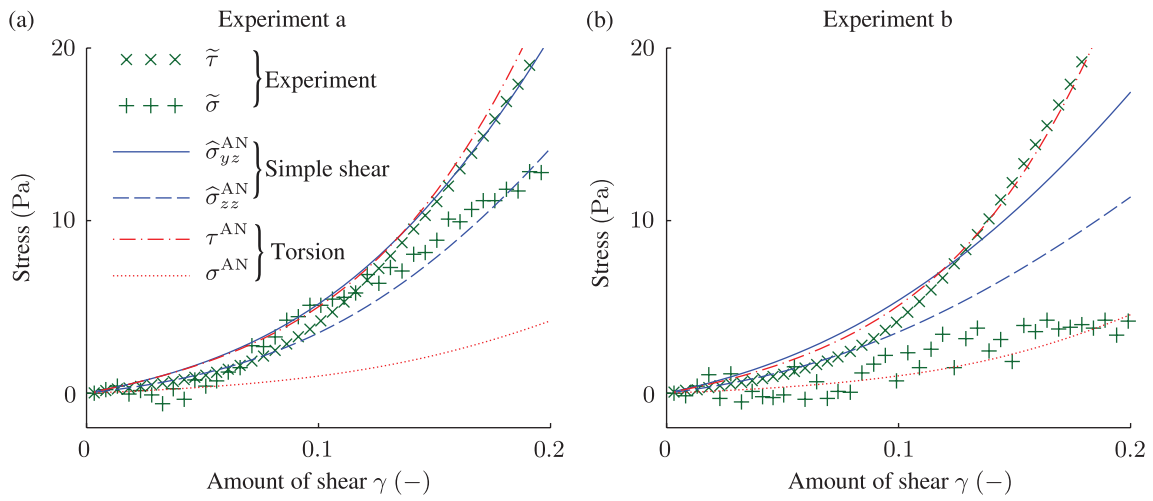 (a) Experiment a
20
10
0
0 0.1 0.2
Stress (Pa)
Amount of shear γ (−)
τ̃
σ̃
Experiment
σ̂_yz^AN
σ̂_zz^AN
Simple shear
τ^AN
σ^AN
Torsion
(b) Experiment b
20
10
0
0 0.1 0.2
Stress (Pa)
Amount of shear γ (−)